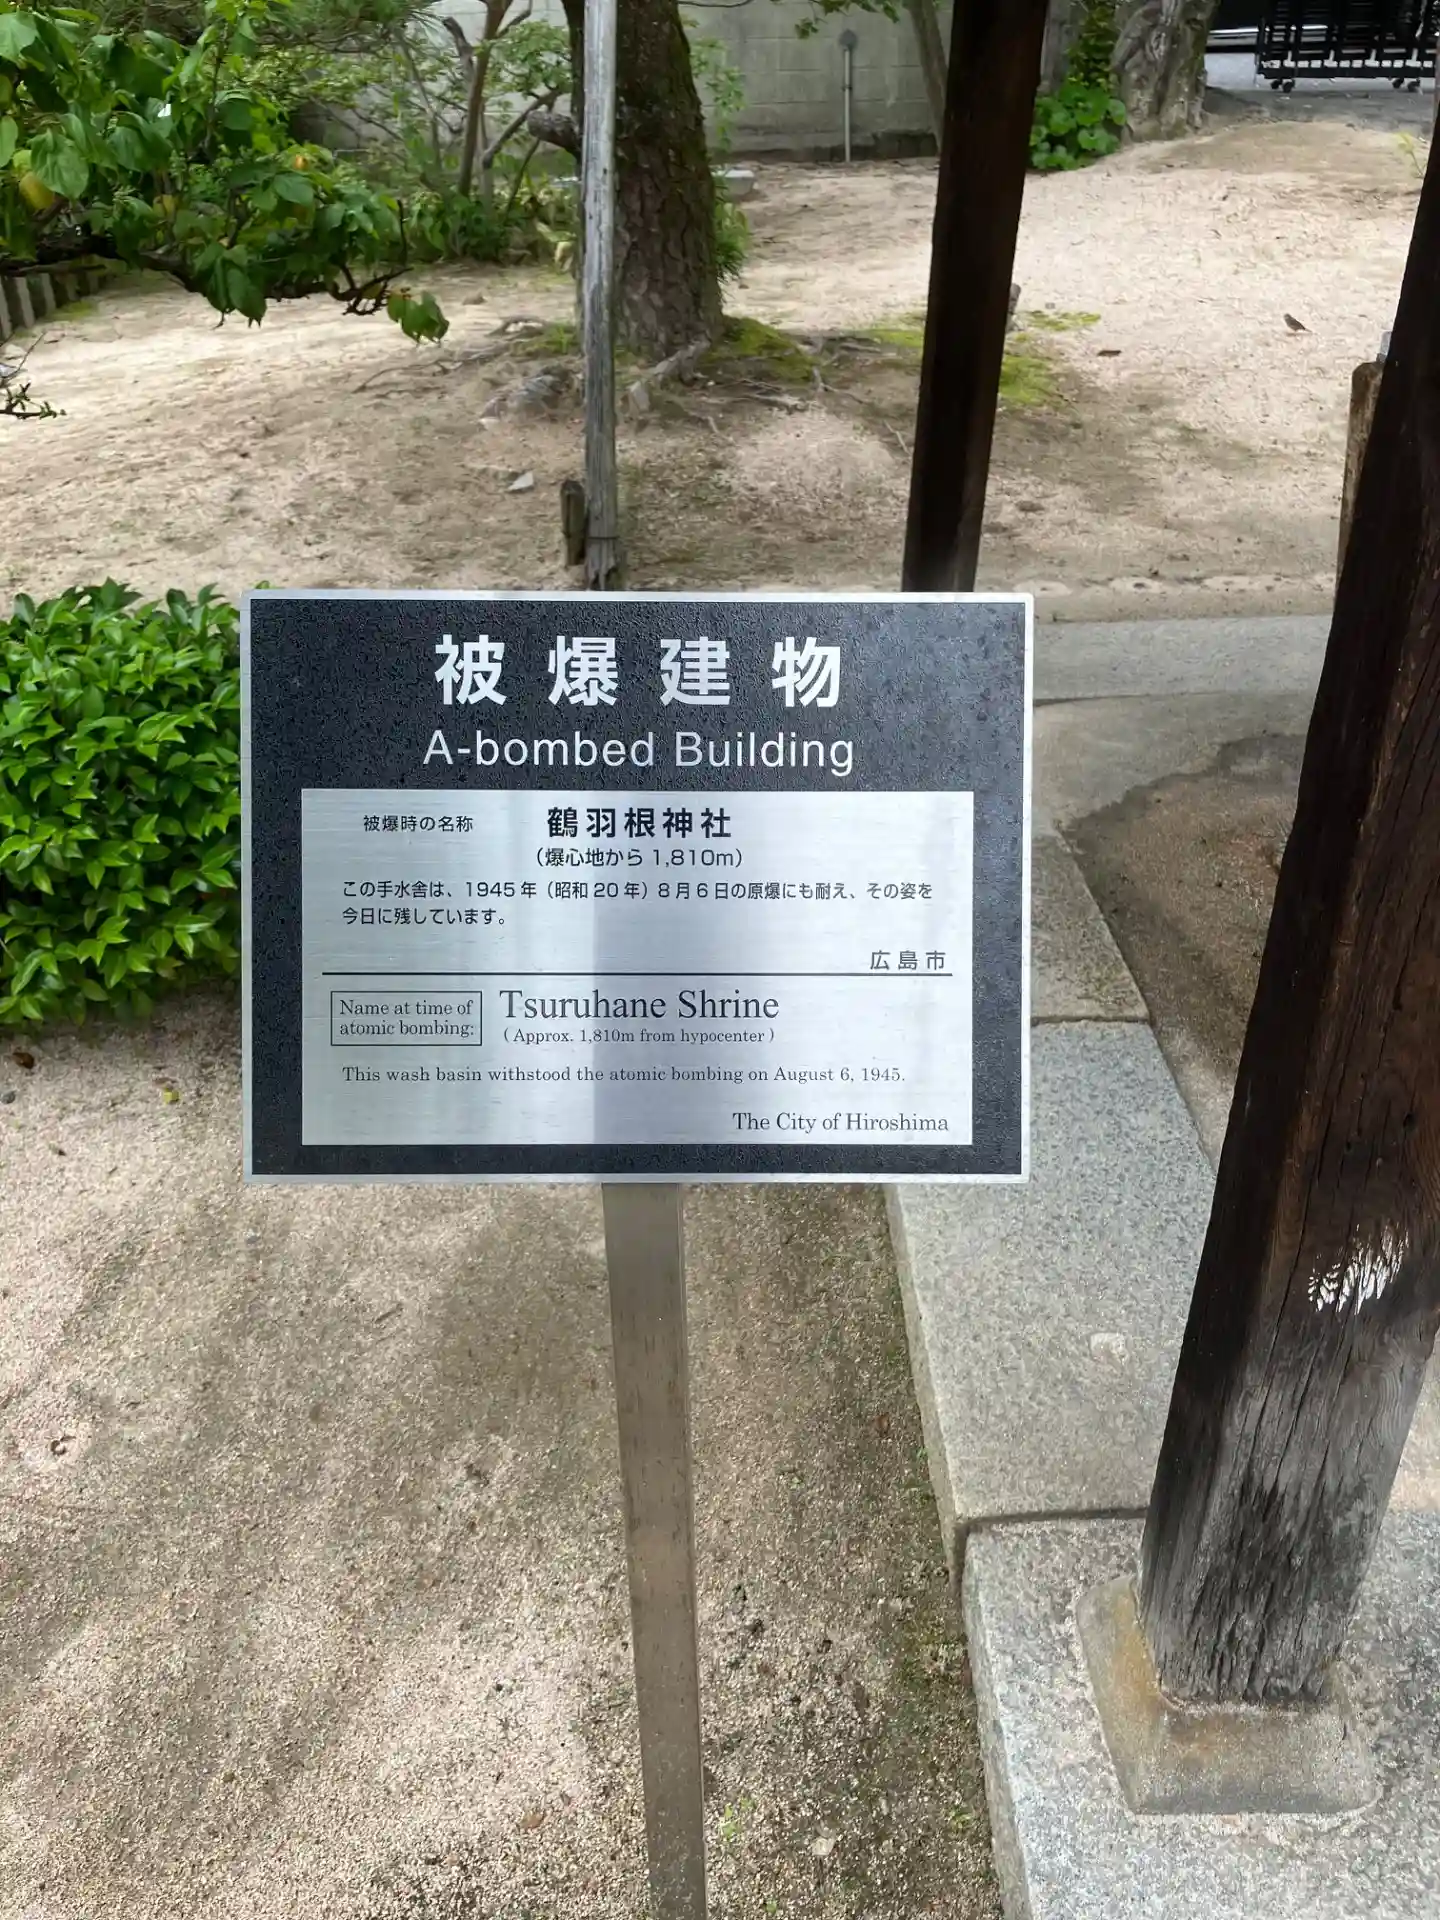 被爆建物
A-bombed Building
被爆時の名称 鶴羽根神社
（爆心地から 1,810m）
この手水舎は、1945年（昭和20年）8月6日の原爆にも耐え、その姿を
今日に残しています。
広島市
Name at time of
atomic bombing:
Tsuruhane Shrine
( Approx. 1,810m from hypocenter )
This wash basin withstood the atomic bombing on August 6, 1945.
The City of Hiroshima